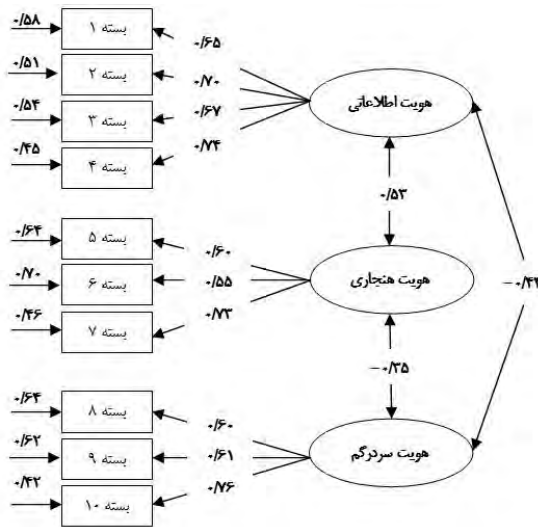 ۰/۵۸
بسته ۱
۰/۶۵
۰/۵۱
بسته ۲
۰/۷۰
هویت اطلاعاتی
۰/۵۴
بسته ۳
۰/۶۷
۰/۴۵
بسته ۴
۰/۷۴
۰/۵۳
۰/۶۴
بسته ۵
۰/۶۰
۰/۷۰
بسته ۶
۰/۵۵
هویت هنجاری
۰/۴۶
بسته ۷
۰/۷۳
−۰/۳۵
۰/۶۴
بسته ۸
۰/۶۰
۰/۶۲
بسته ۹
۰/۶۱
هویت سردرگم
۰/۴۲
بسته ۱۰
۰/۷۶